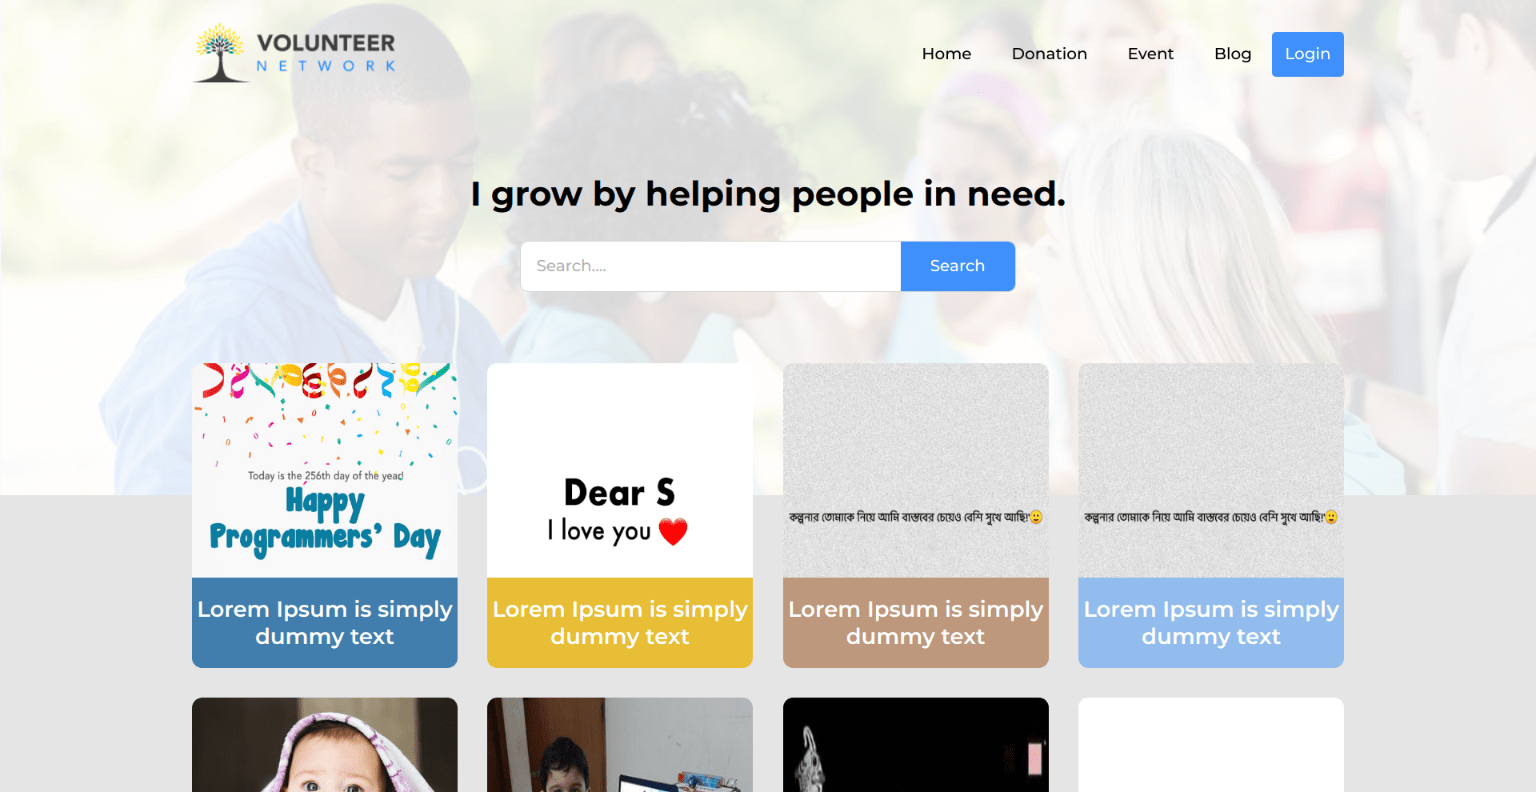 VOLUNTEER
NETWORK
Home Donation Event Blog Login
I grow by helping people in need.
Search....
Search
Today is the 256th day of the year!
Happy
Programmers' Day
Dear S
I love you ❤️
কল্পনার তোমাকে নিয়ে আমি বাস্তবের চেয়েও বেশি সুখে আছি!🙂
কল্পনার তোমাকে নিয়ে আমি বাস্তবের চেয়েও বেশি সুখে আছি!🙂
Lorem Ipsum is simply
dummy text
Lorem Ipsum is simply
dummy text
Lorem Ipsum is simply
dummy text
Lorem Ipsum is simply
dummy text